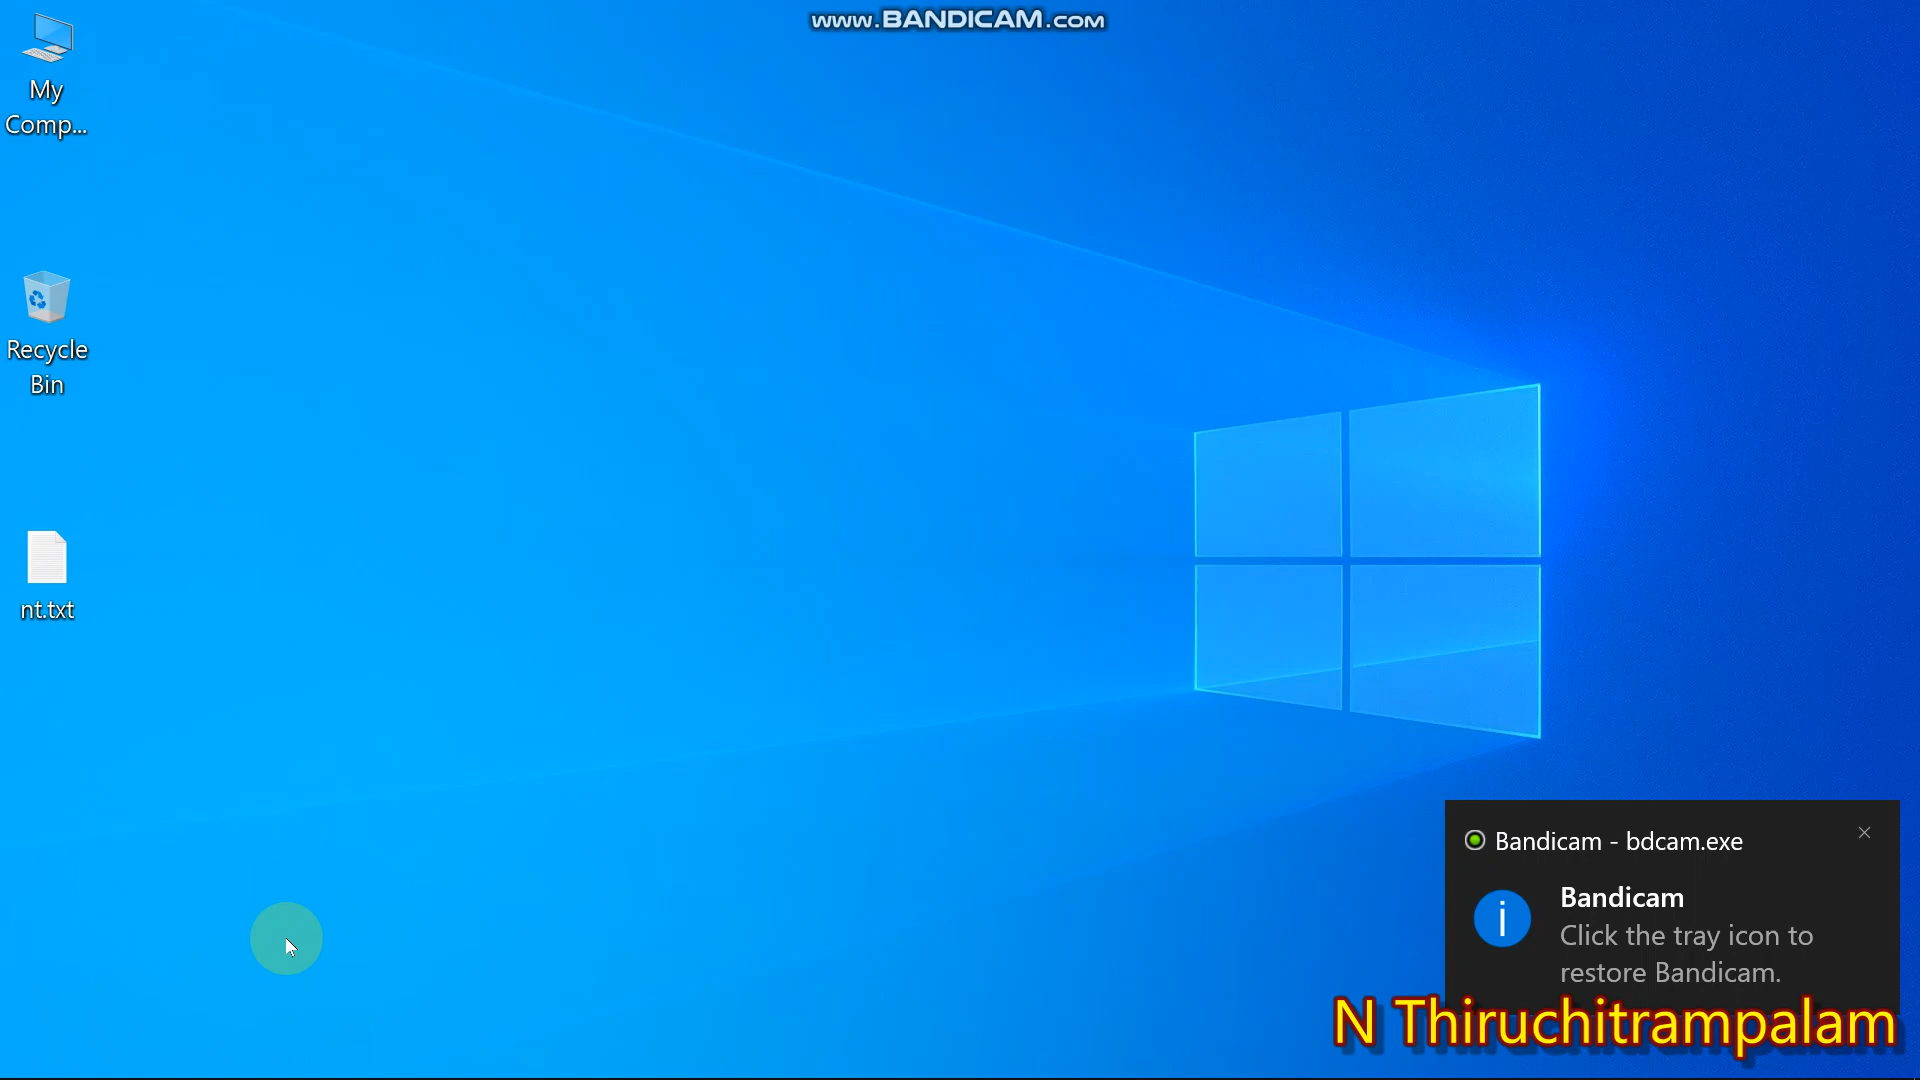 www.BANDICAM.com
My
Comp...
Recycle
Bin
nt.txt
Bandicam - bdcam.exe
Bandicam
Click the tray icon to
restore Bandicam.
N Thiruchitrampalam